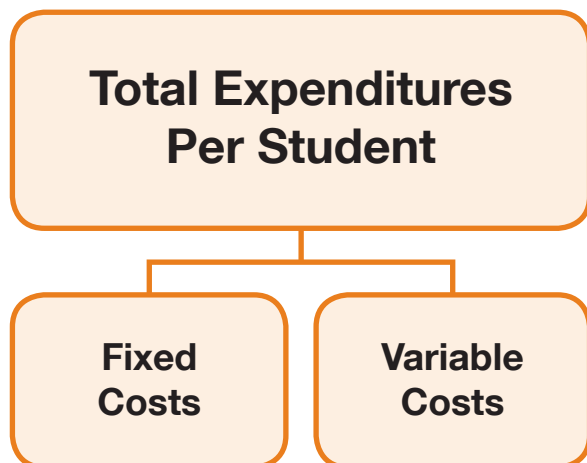 Total Expenditures
Per Student
Fixed
Costs
Variable
Costs